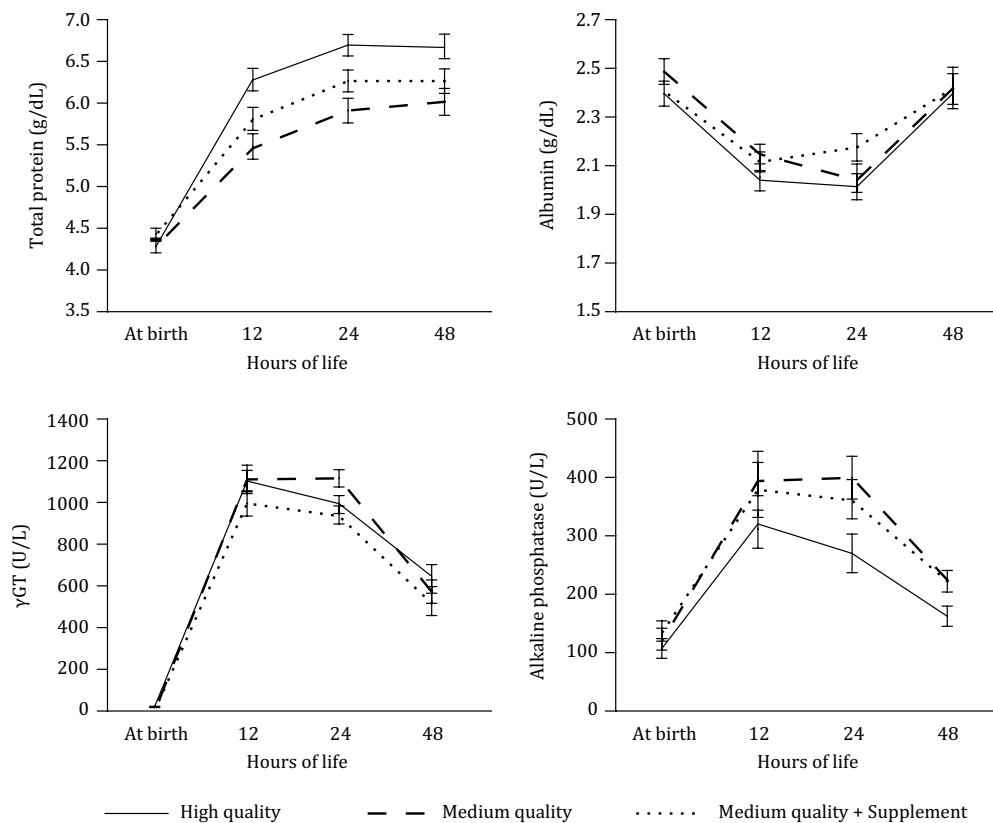 Total protein (g/dL)
7.0
6.5
6.0
5.5
5.0
4.5
4.0
3.5
At birth 12 24 48
Hours of life
Albumin (g/dL)
2.7
2.5
2.3
2.1
1.9
1.7
1.5
At birth 12 24 48
Hours of life
γGT (U/L)
1400
1200
1000
800
600
400
200
0
At birth 12 24 48
Hours of life
Alkaline phosphatase (U/L)
500
400
300
200
100
0
At birth 12 24 48
Hours of life
High quality Medium quality Medium quality + Supplement